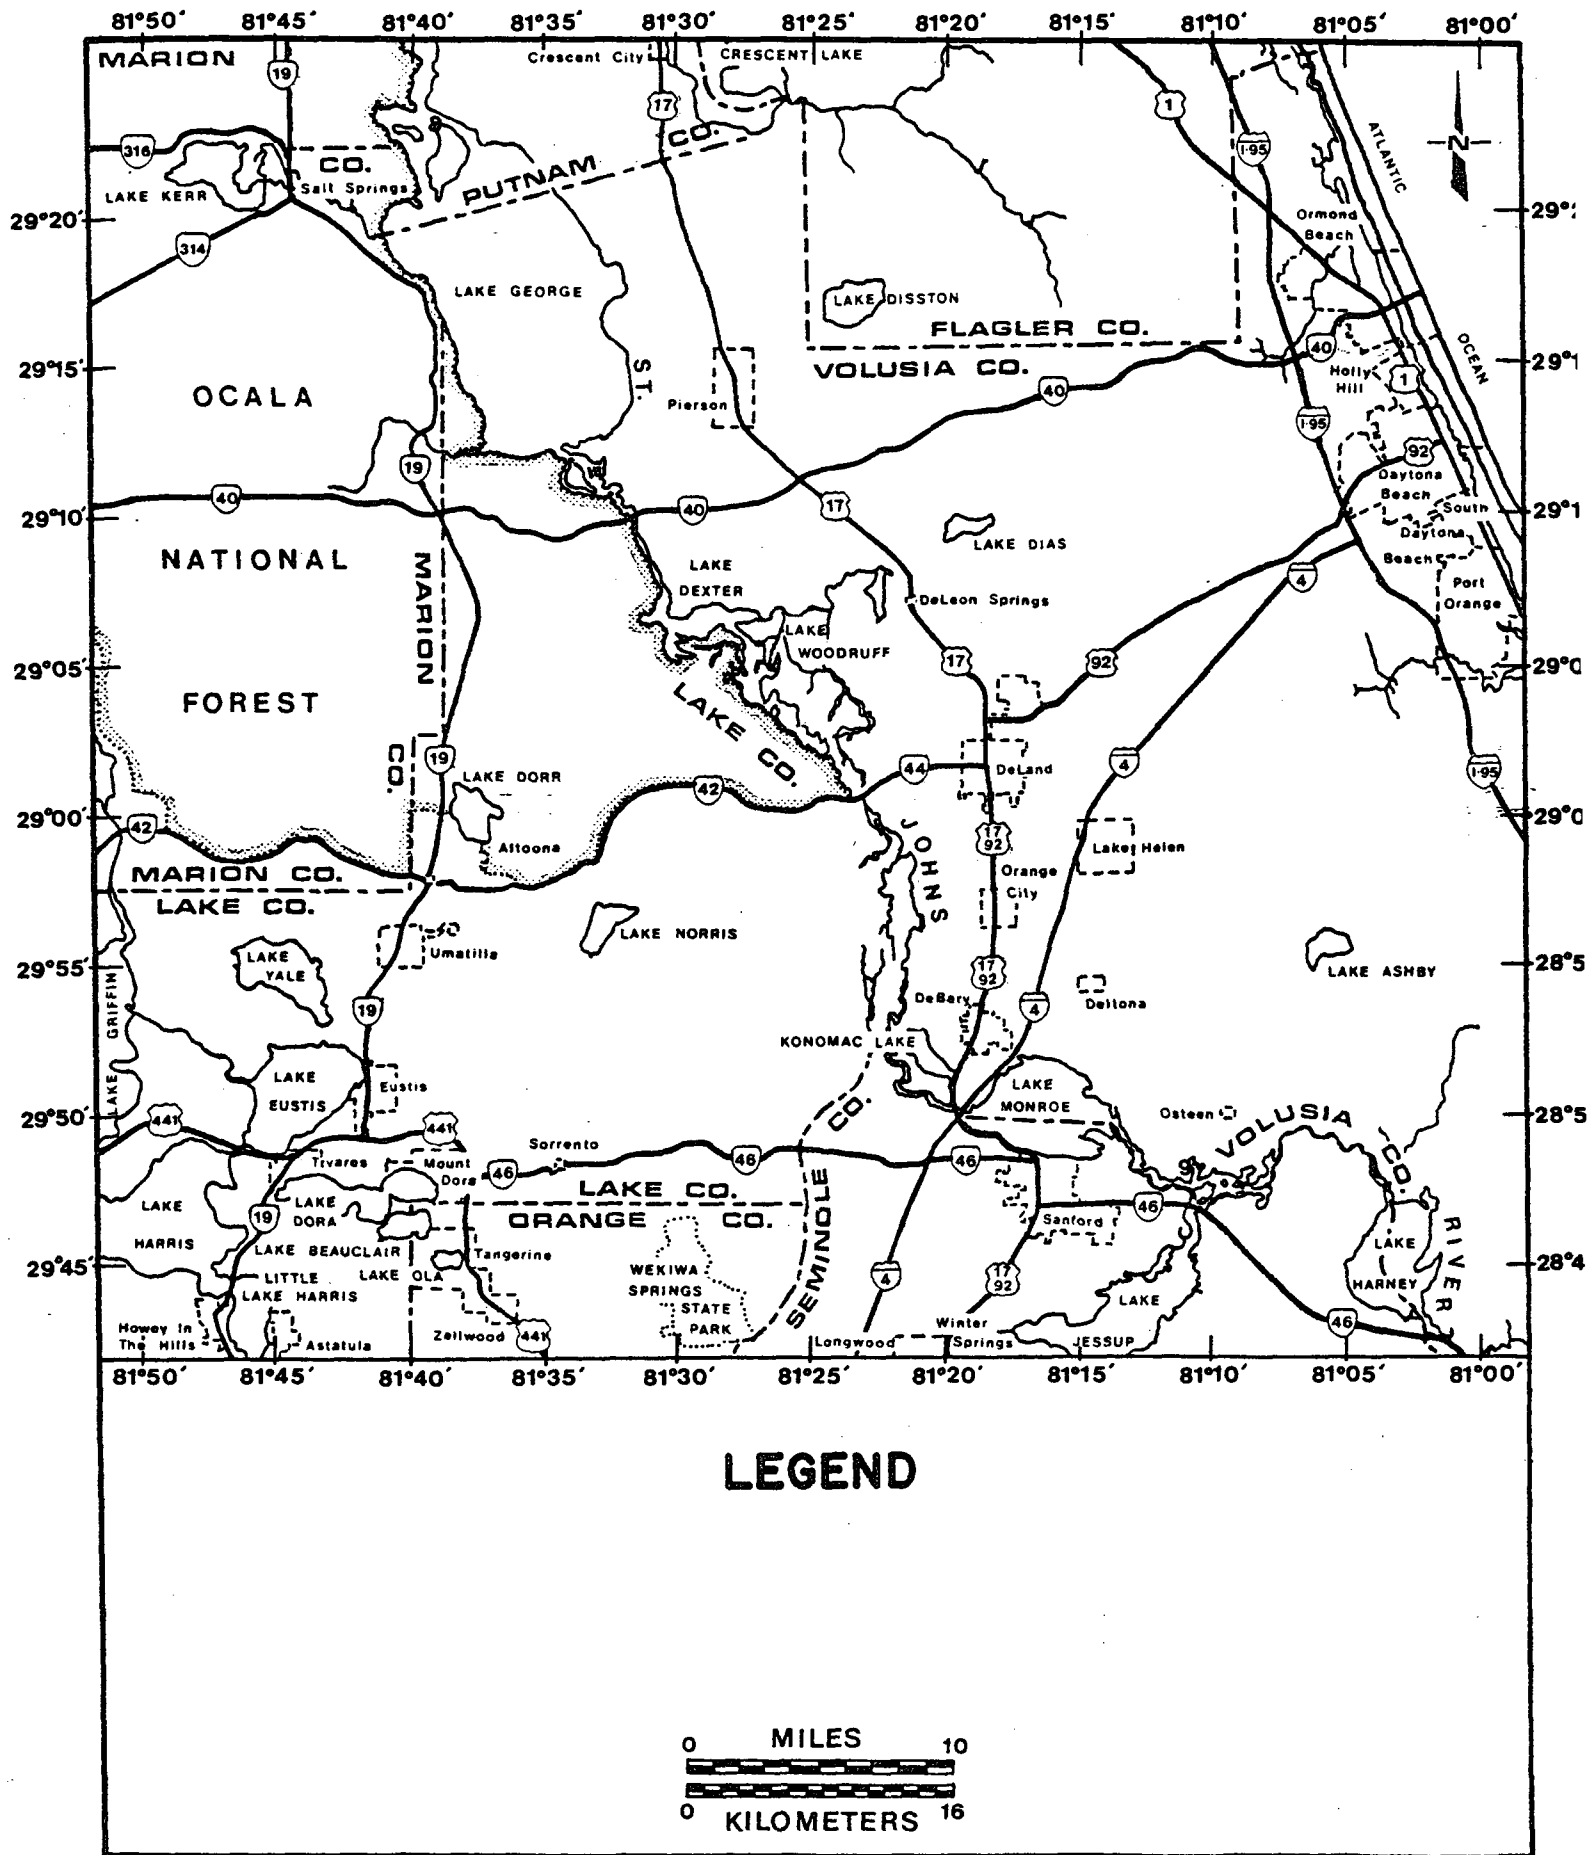 81°50′ 81°45′ 81°40′ 81°35′ 81°30′ 81°25′ 81°20′ 81°15′ 81°10′ 81°05′ 81°00′
MARION
Crescent City
CRESCENT LAKE
19
17
1
ATLANTIC
316
CO.
CO.
I-95
N
LAKE KERR
Salt Springs
PUTNAM
29°20′
314
Ormond
Beach
LAKE GEORGE
LAKE DISSTON
FLAGLER CO.
OCEAN
40
29°15′
VOLUSIA CO.
ST.
Holly
Hill
1
OCALA
Pierson
40
I-95
92
19
Daytona
Beach
40
40
17
South
29°10′
Daytona
Beach
LAKE DIAS
NATIONAL
MARION
LAKE
DEXTER
4
Port
Orange
DeLeon Springs
LAKE
WOODRUFF
29°05′
17
92
FOREST
LAKE CO.
CO.
19
LAKE DORR
42
44
DeLand
4
I-95
29°00′
42
Altoona
JOHNS
17
92
Lake Helen
MARION CO.
LAKE CO.
Orange
City
Umatilla
LAKE NORRIS
LAKE
YALE
29°55′
17
92
LAKE ASHBY
28°5
LAKE GRIFFIN
19
DeBary
4
Deltona
KONOMAC LAKE
LAKE
EUSTIS
Eustis
LAKE
MONROE
29°50′
441
441
CO.
Osteen
VOLUSIA
CO.
28°5
Sorrento
Tavares
Mount
Dora
46
46
46
LAKE CO.
ORANGE CO.
SEMINOLE
LAKE
HARRIS
19
LAKE
DORA
Sanford
46
RIVER
LAKE BEAUCLAIR
Tangerine
LAKE OLA
WEKIWA
SPRINGS
STATE
PARK
LAKE
HARNEY
29°45′
LITTLE
LAKE HARRIS
4
17
92
28°4
LAKE
JESSUP
Howey In
The Hills
Astatula
Zellwood
441
Longwood
Winter
Springs
46
81°50′ 81°45′ 81°40′ 81°35′ 81°30′ 81°25′ 81°20′ 81°15′ 81°10′ 81°05′ 81°00′
LEGEND
MILES
0 10
0 16
KILOMETERS